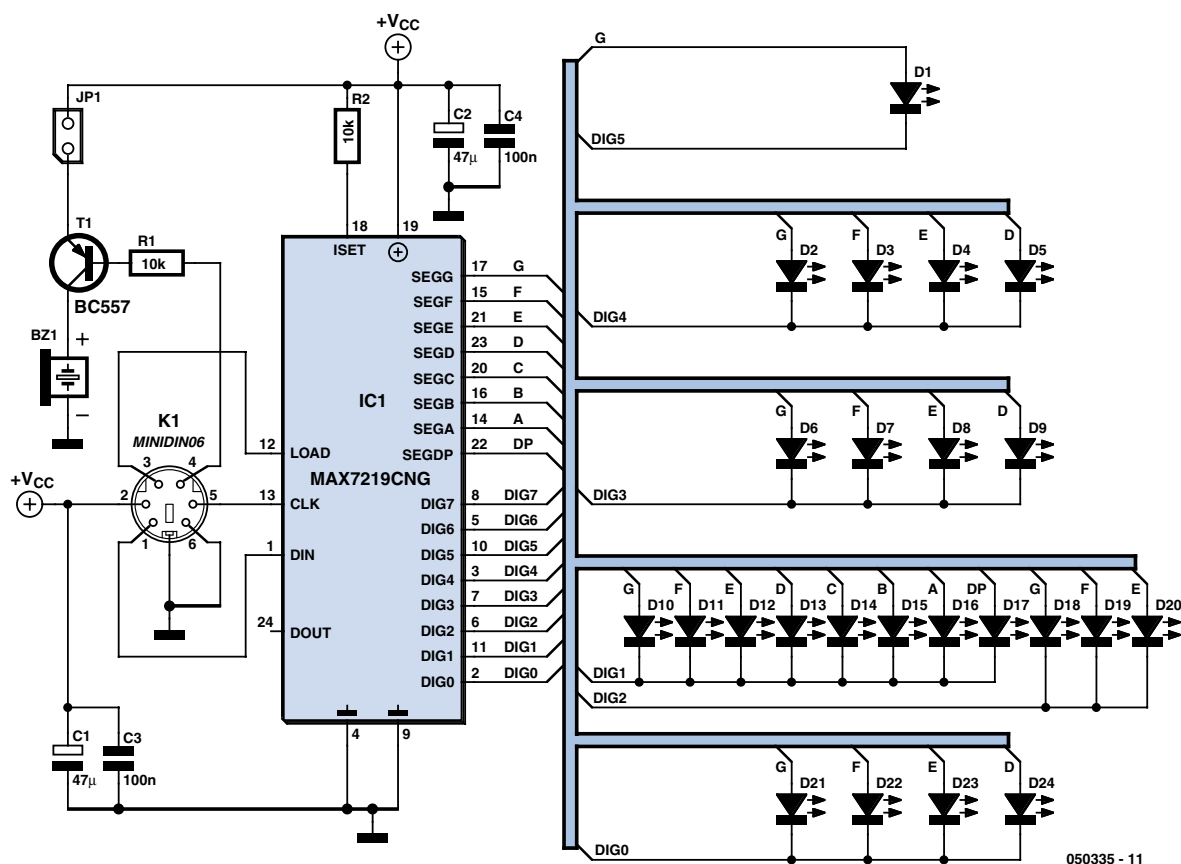 +VCC
JP1
R2
10k
C2
47µ
C4
100n
T1
R1
10k
BC557
BZ1
+
–
K1
MINIDIN06
3
4
2
5
1
6
+VCC
C1
47µ
C3
100n
18
19
ISET
IC1
MAX7219CNG
12
LOAD
13
CLK
1
DIN
24
DOUT
4
9
SEGG
17
G
SEGF
15
F
SEGE
21
E
SEGD
23
D
SEGC
20
C
SEGB
16
B
SEGA
14
A
SEGDP
22
DP
DIG7
8
DIG7
DIG6
5
DIG6
DIG5
10
DIG5
DIG4
3
DIG4
DIG3
7
DIG3
DIG2
6
DIG2
DIG1
11
DIG1
DIG0
2
DIG0
G
D1
DIG5
G
F
E
D
D2
D3
D4
D5
DIG4
G
F
E
D
D6
D7
D8
D9
DIG3
G
F
E
D
C
B
A
DP
G
F
E
D10
D11
D12
D13
D14
D15
D16
D17
D18
D19
D20
DIG1
DIG2
G
F
E
D
D21
D22
D23
D24
DIG0
050335 - 11